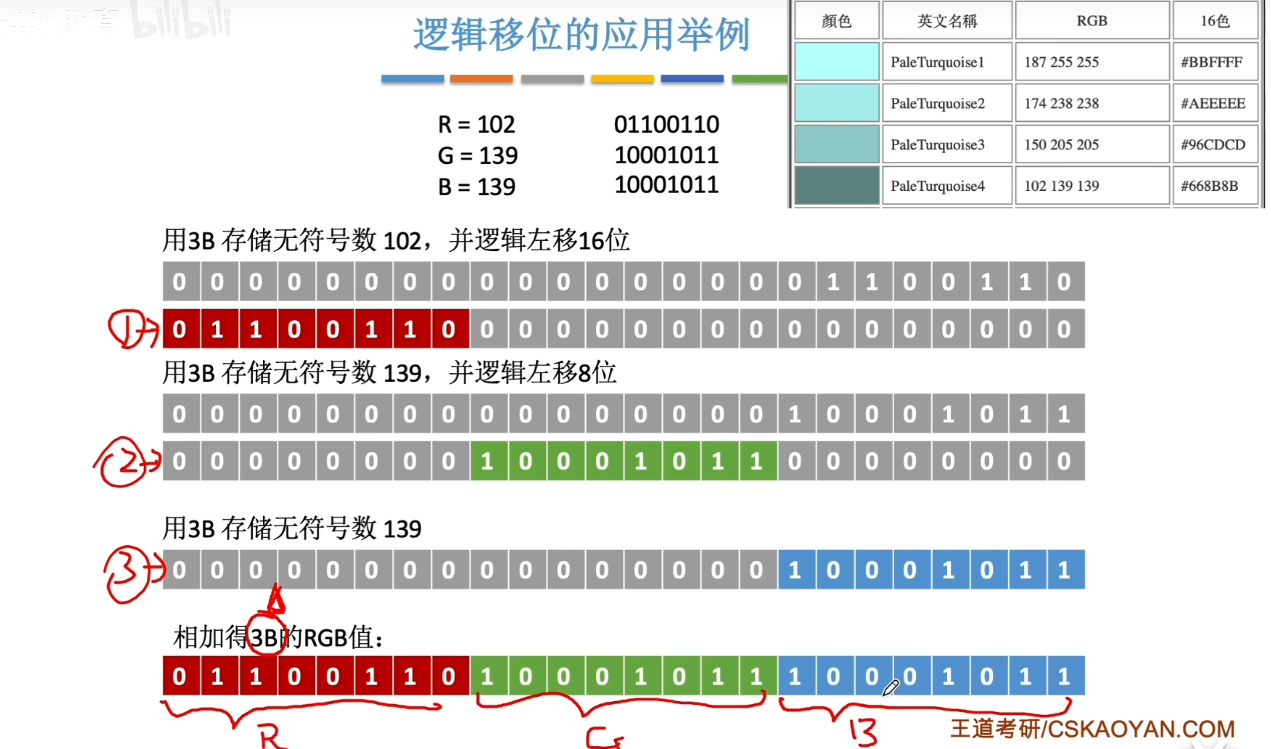 bilibili
逻辑移位的应用举例
顏色 英文名稱 RGB 16色
PaleTurquoise1 187 255 255 #BBFFFF
PaleTurquoise2 174 238 238 #AEEEEE
PaleTurquoise3 150 205 205 #96CDCD
PaleTurquoise4 102 139 139 #668B8B
R = 102 01100110
G = 139 10001011
B = 139 10001011
用3B 存储无符号数 102，并逻辑左移16位
0 0 0 0 0 0 0 0 0 0 0 0 0 0 0 0 0 1 1 0 0 1 1 0
① 0 1 1 0 0 1 1 0 0 0 0 0 0 0 0 0 0 0 0 0 0 0 0 0
用3B 存储无符号数 139，并逻辑左移8位
0 0 0 0 0 0 0 0 0 0 0 0 0 0 0 0 1 0 0 0 1 0 1 1
② 0 0 0 0 0 0 0 0 1 0 0 0 1 0 1 1 0 0 0 0 0 0 0 0
用3B 存储无符号数 139
③ 0 0 0 0 0 0 0 0 0 0 0 0 0 0 0 0 1 0 0 0 1 0 1 1
相加得3B的RGB值：
0 1 1 0 0 1 1 0 1 0 0 0 1 0 1 1 1 0 0 0 1 0 1 1
R G B
王道考研/CSKAOYAN.COM